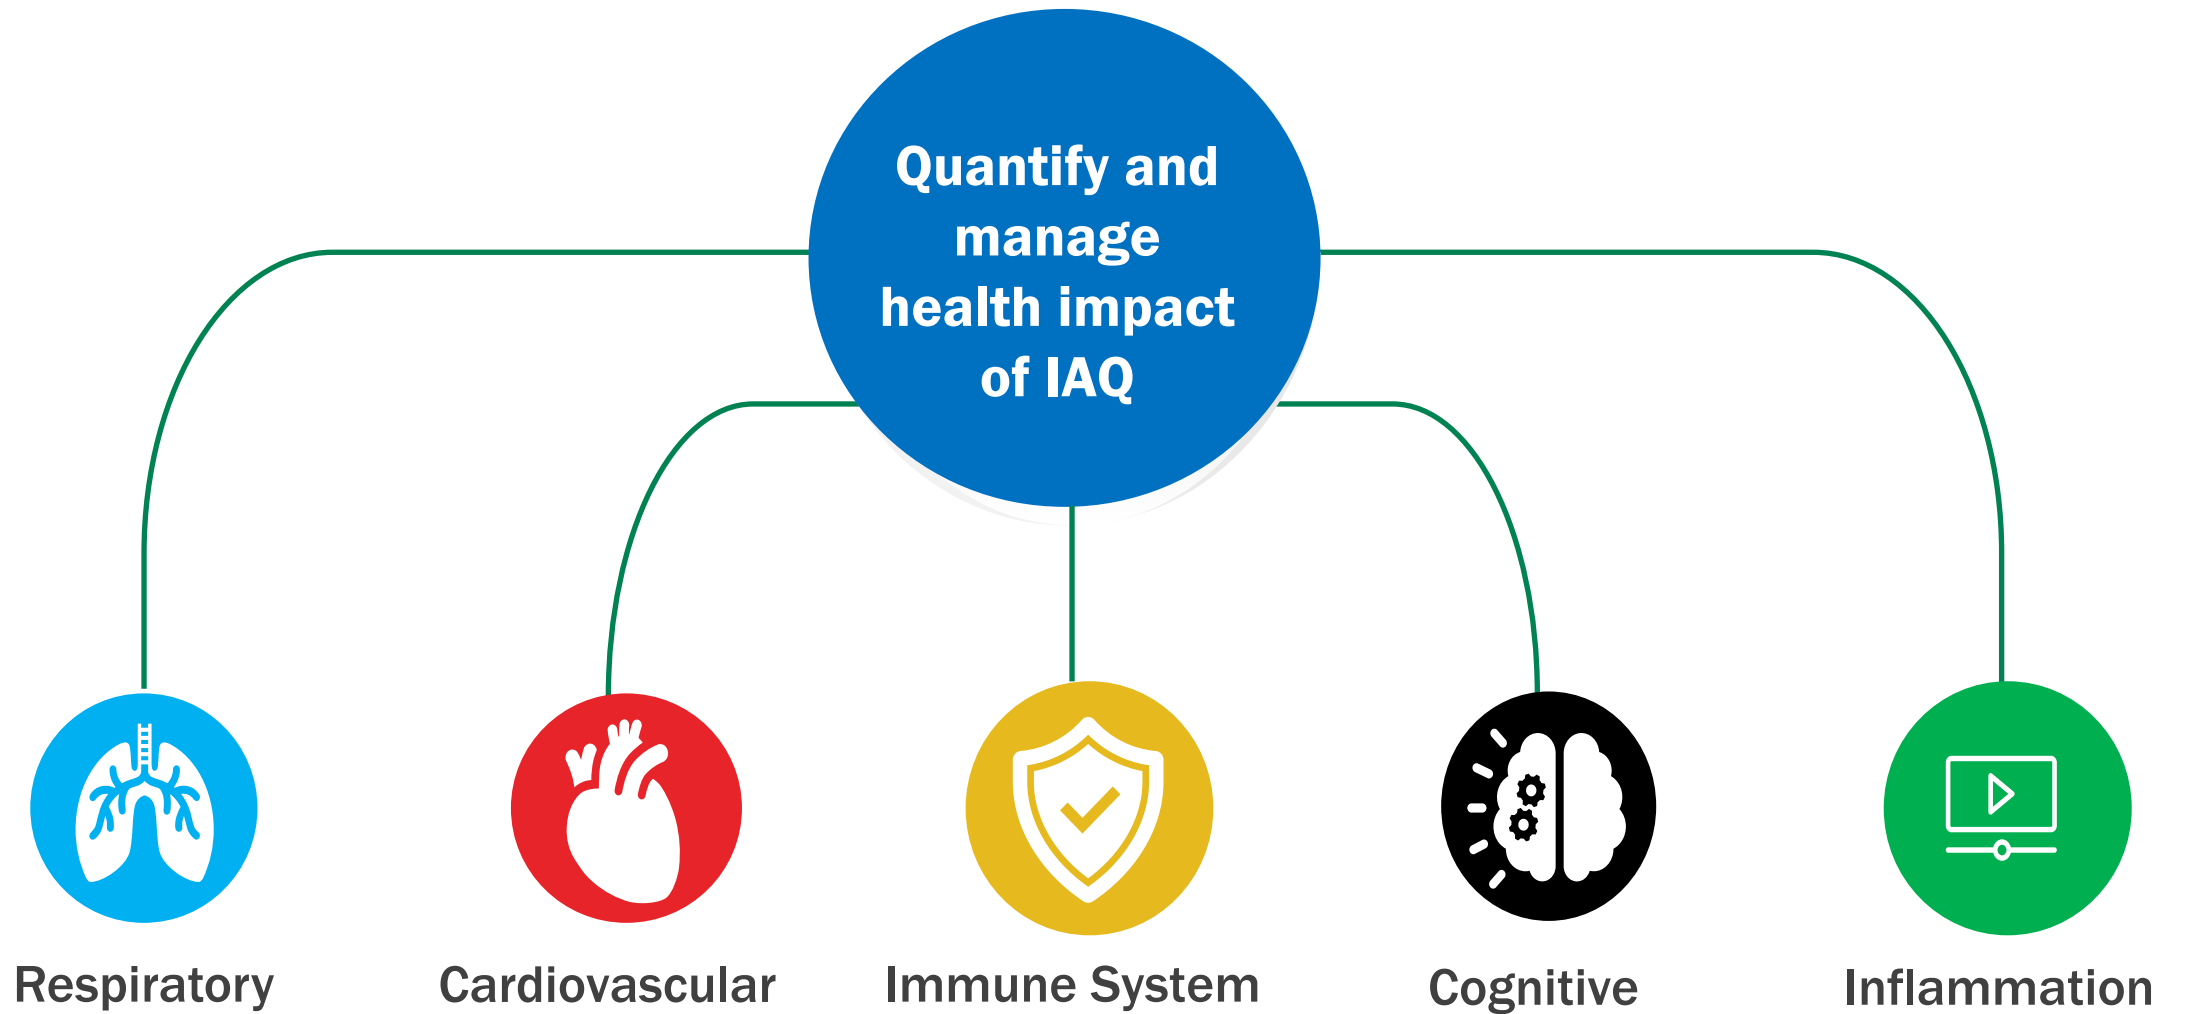 Quantify and
manage
health impact
of IAQ
Respiratory
Cardiovascular
Immune System
Cognitive
Inflammation